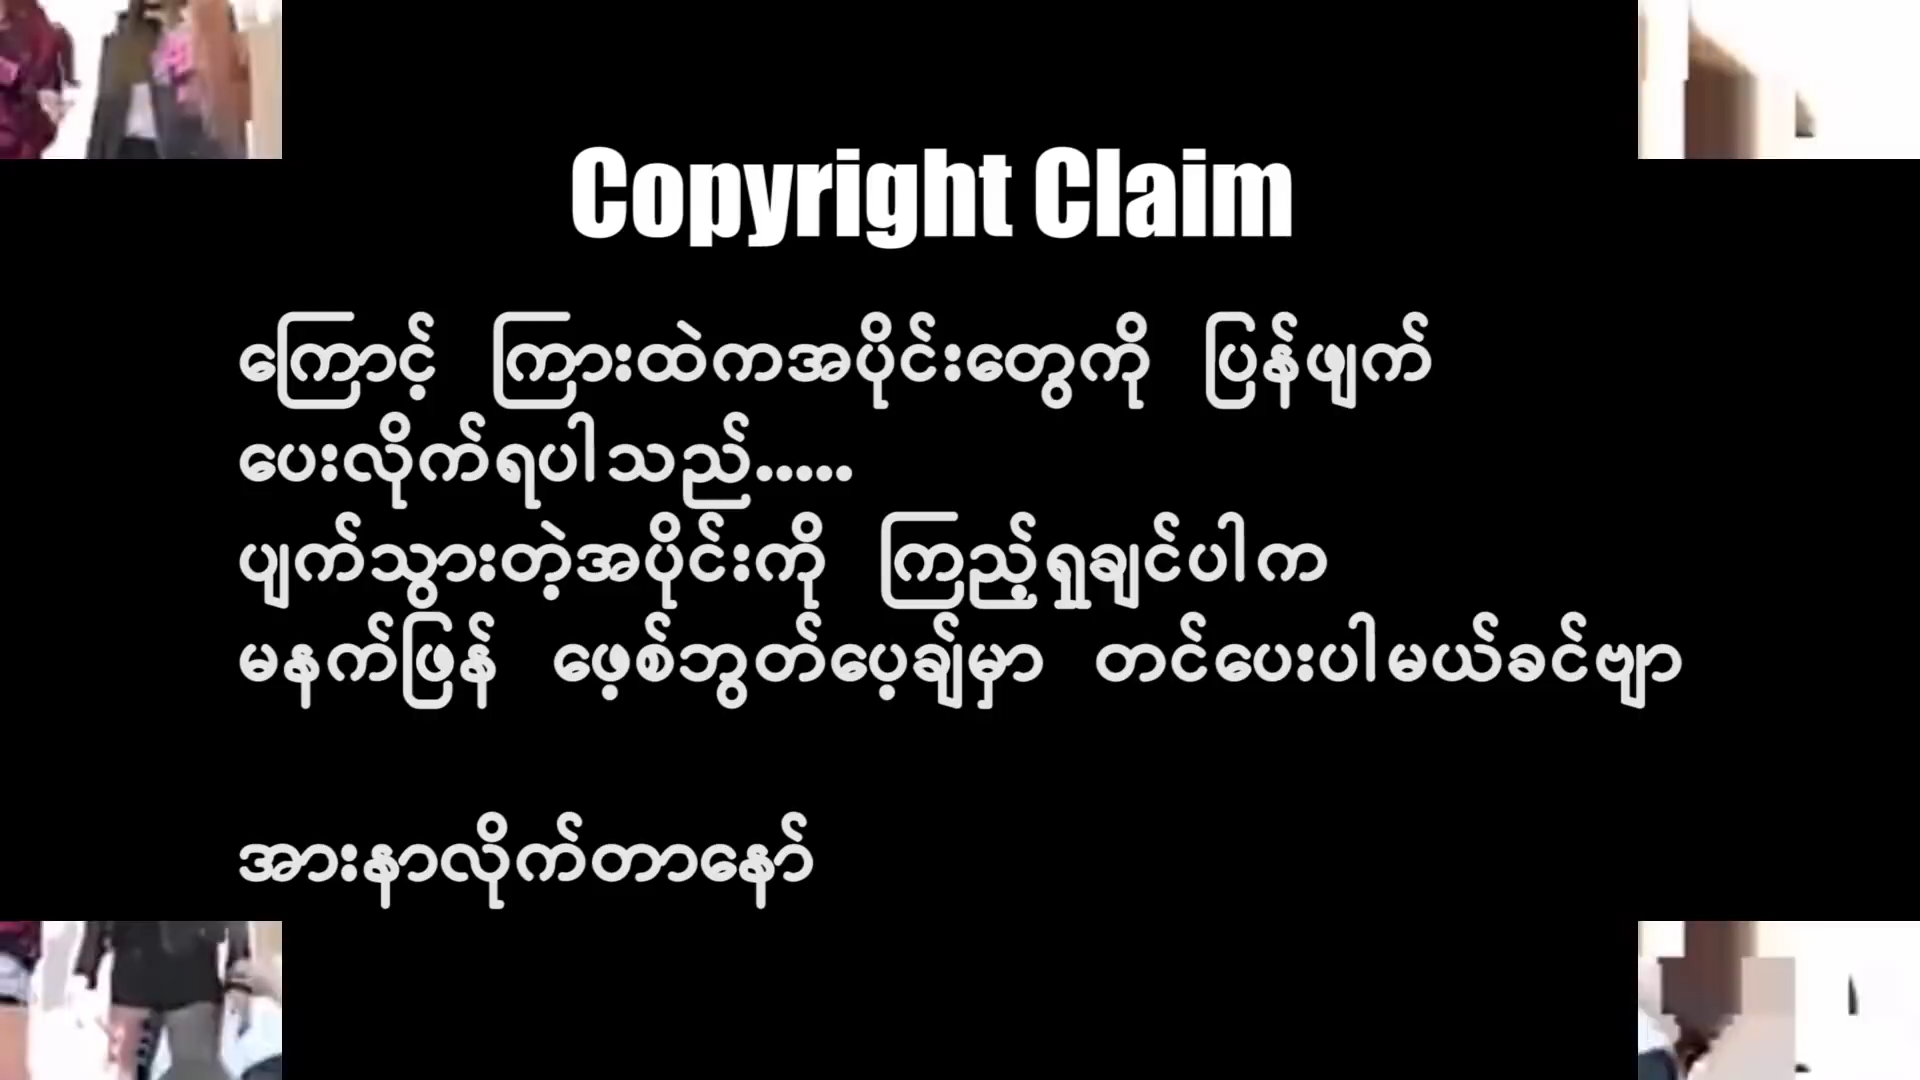 Copyright Claim
ကြောင့် ကြားထဲကအပိုင်းတွေကို ပြန်ဖျက်
ပေးလိုက်ရပါသည်.....
ပျက်သွားတဲ့အပိုင်းကို ကြည့်ရှုချင်ပါက
မနက်ဖြန် ဖေ့စ်ဘွတ်ပေ့ချ်မှာ တင်ပေးပါမယ်ခင်ဗျာ
အားနာလိုက်တာနော်